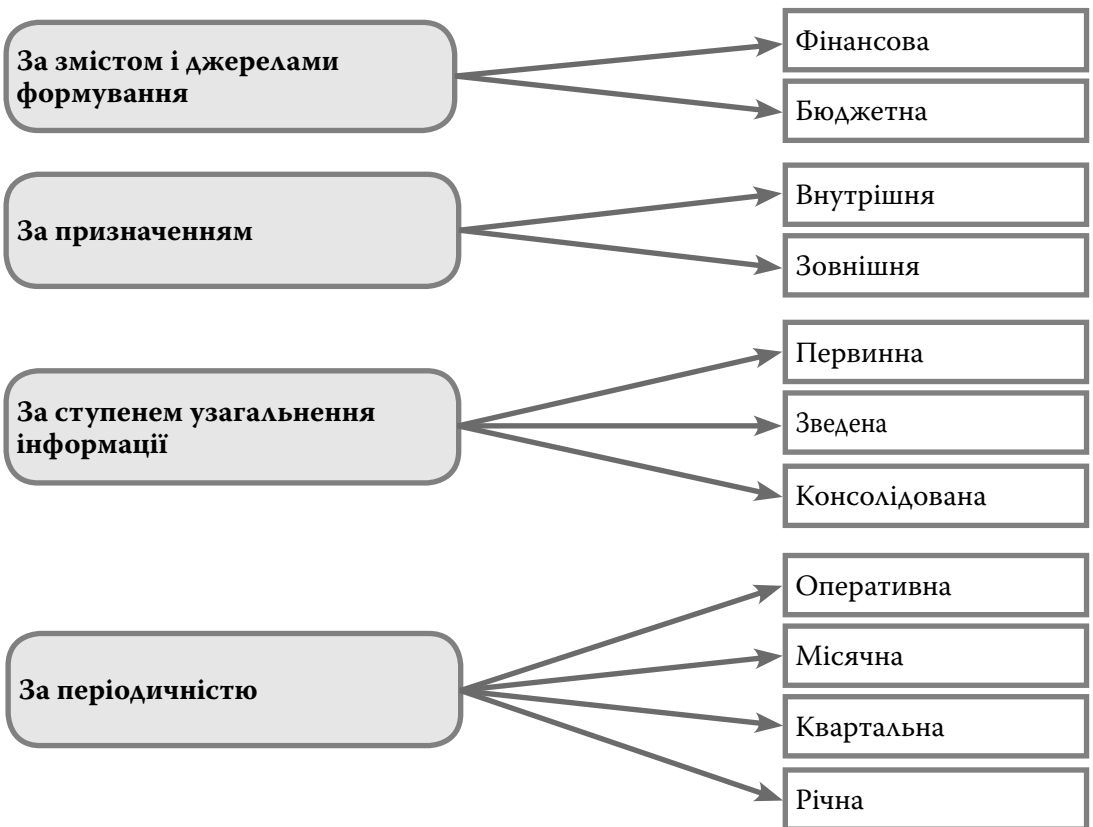 За змістом і джерелами
формування
Фінансова
Бюджетна
За призначенням
Внутрішня
Зовнішня
За ступенем узагальнення
інформації
Первинна
Зведена
Консолідована
За періодичністю
Оперативна
Місячна
Квартальна
Річна